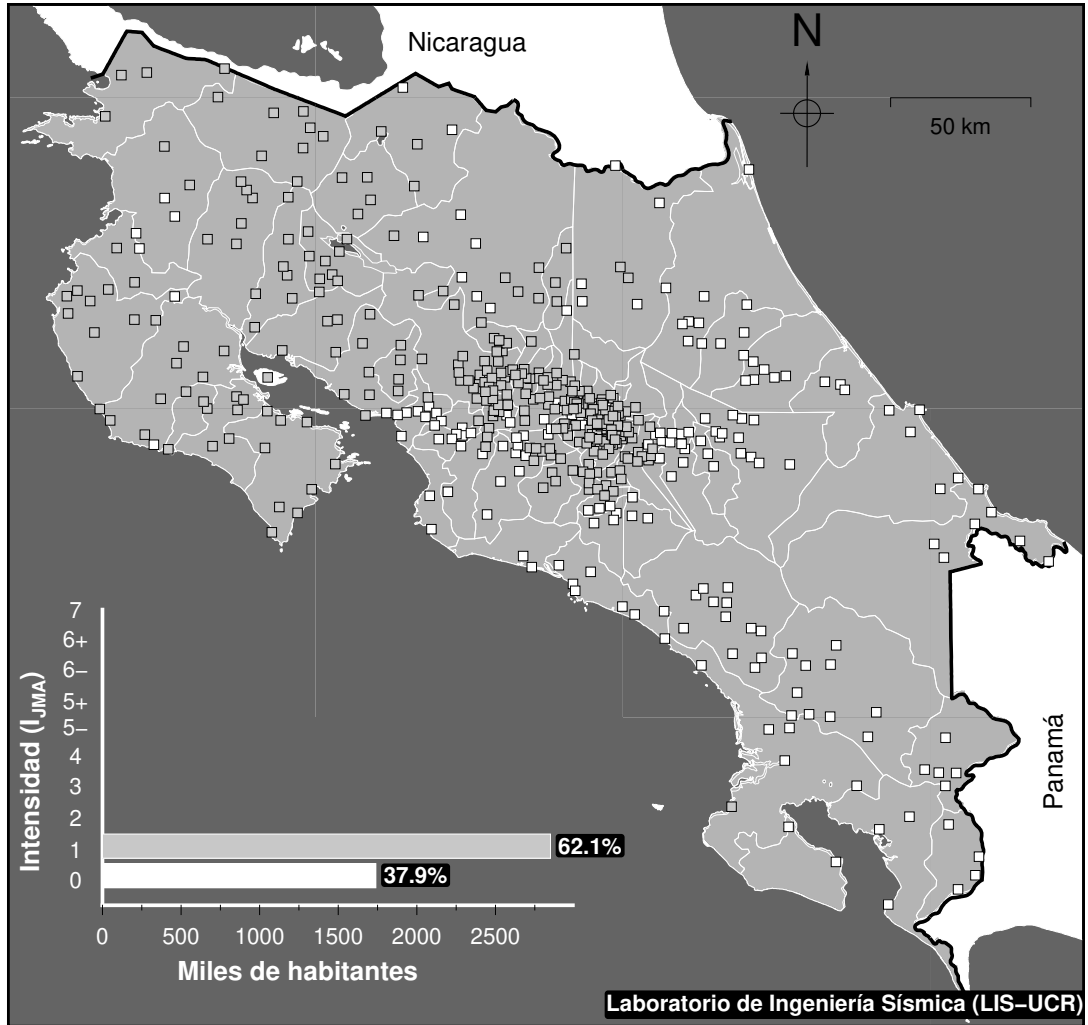 Nicaragua
N
50 km
Panamá
Intensidad (I_JMA)
7
6+
6−
5+
5−
4
3
2
1
0
62.1%
37.9%
0 500 1000 1500 2000 2500
Miles de habitantes
Laboratorio de Ingeniería Sísmica (LIS−UCR)